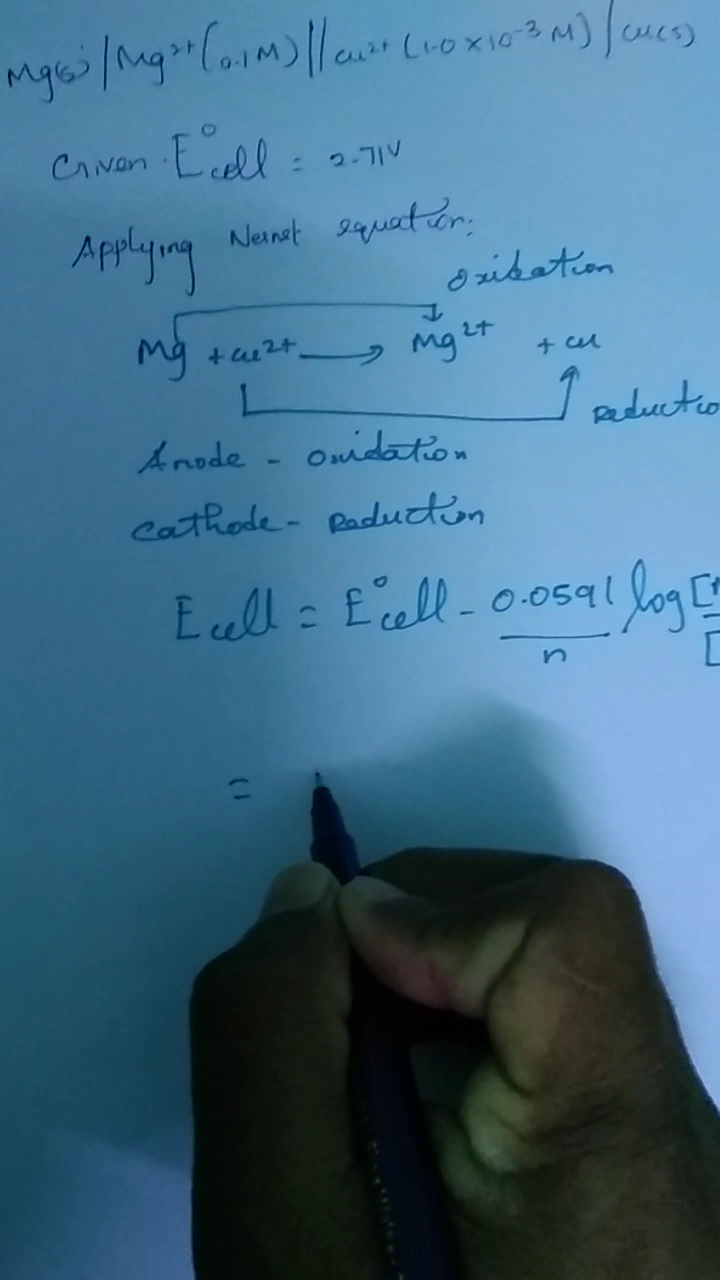 Mg(s) | Mg²⁺ (0.1M) || Cu²⁺ (1.0 × 10⁻³ M) | Cu(s)
Given. E°cell = 2.71V
Applying Nernst equation;
Oxidation
Mg + Cu²⁺ ⟶ Mg²⁺ + Cu
Reductio
Anode - Oxidation
Cathode - Reduction
Ecell = E°cell - 0.0591/n log [
=